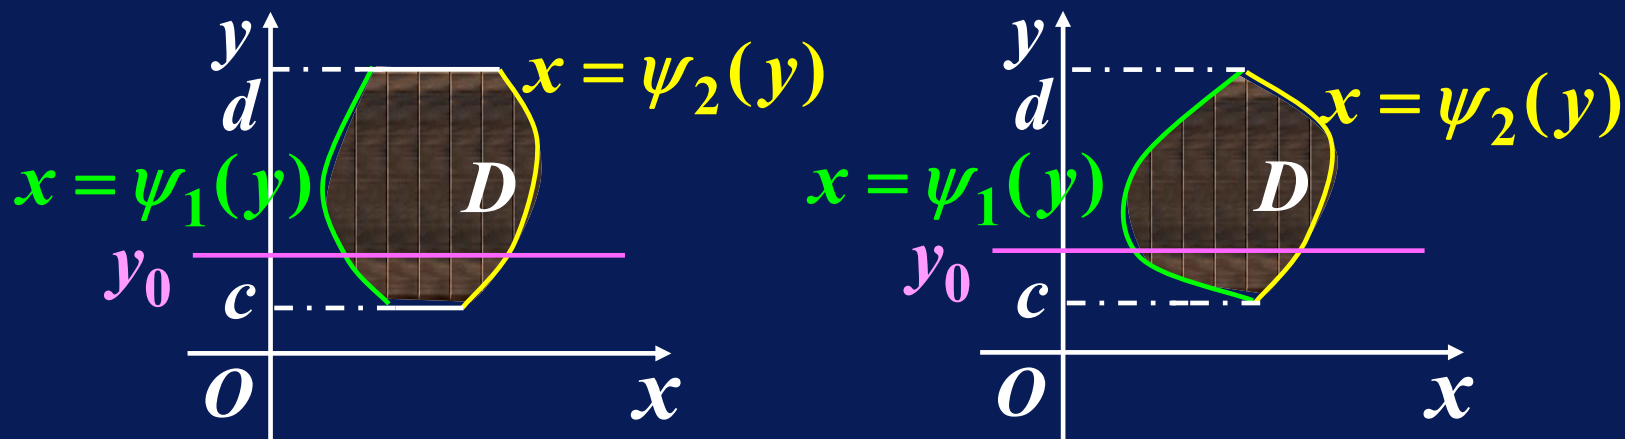 y
d
x = ψ₂(y)
x = ψ₁(y)
D
y₀
c
O
x
y
d
x = ψ₂(y)
x = ψ₁(y)
D
y₀
c
O
x